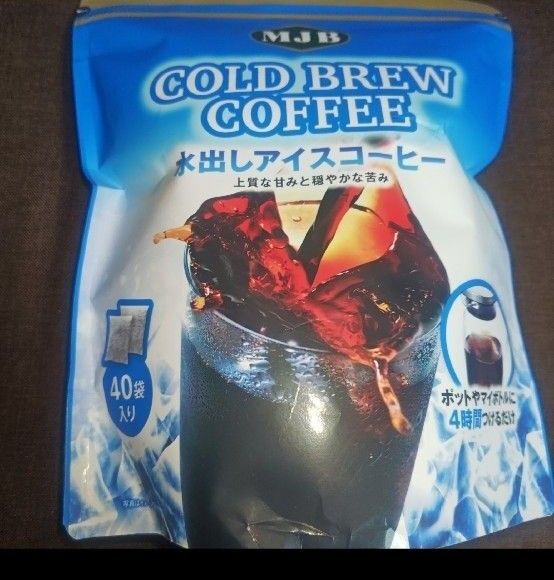 MJB
COLD BREW
COFFEE
水出しアイスコーヒー
上質な甘みと穏やかな苦み
40袋
入り
ポットやマイボトルに
4時間つけるだけ